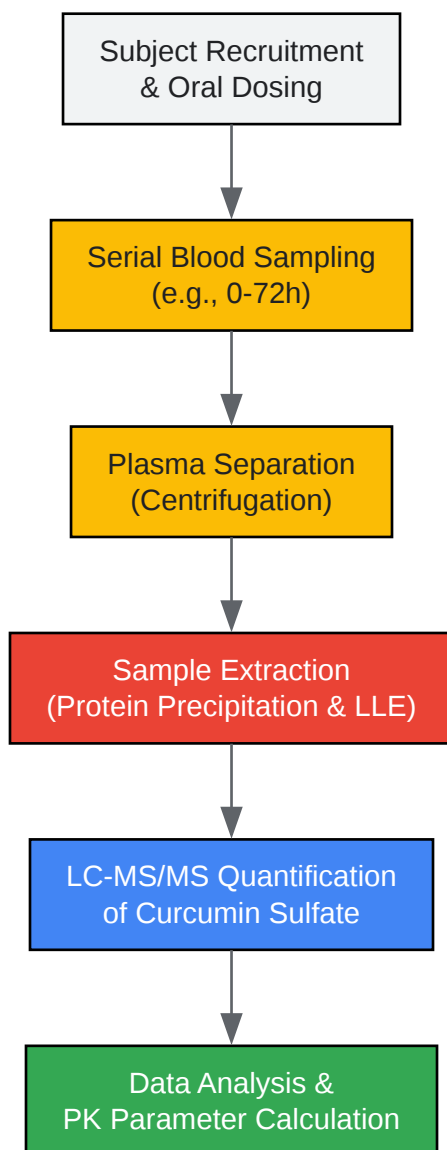 Subject Recruitment
& Oral Dosing
Serial Blood Sampling
(e.g., 0-72h)
Plasma Separation
(Centrifugation)
Sample Extraction
(Protein Precipitation & LLE)
LC-MS/MS Quantification
of Curcumin Sulfate
Data Analysis &
PK Parameter Calculation